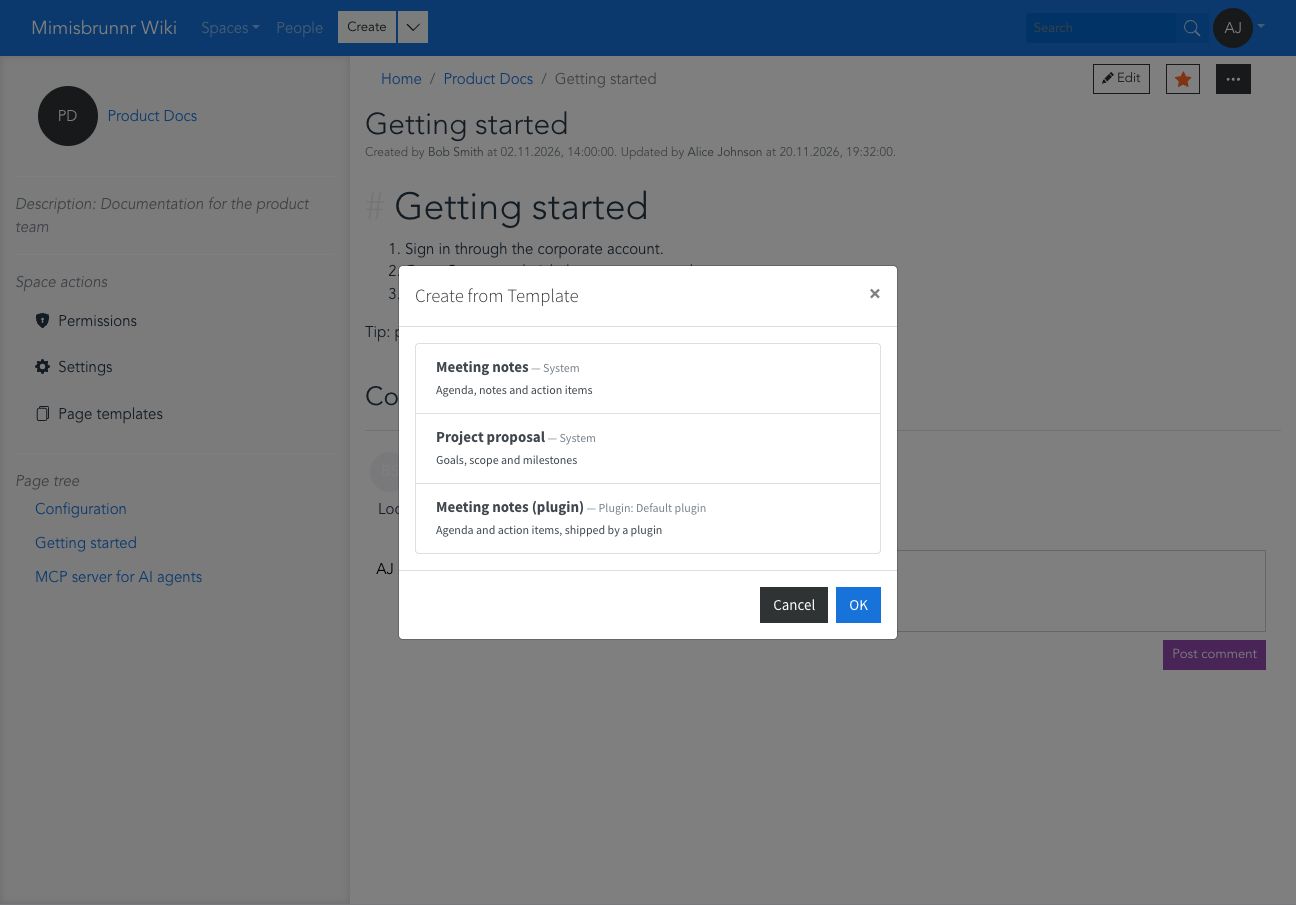 Mimisbrunnr Wiki Spaces People Create Search AJ
PD Product Docs
Description: Documentation for the product
team
Space actions
Permissions
Settings
Page templates
Page tree
Configuration
Getting started
MCP server for AI agents
Home / Product Docs / Getting started
Edit
Getting started
Created by Bob Smith at 02.11.2026, 14:00:00. Updated by Alice Johnson at 20.11.2026, 19:32:00.
# Getting started
1. Sign in through the corporate account.
2.
3.
Tip:
Create from Template ×
Meeting notes — System
Agenda, notes and action items
Project proposal — System
Goals, scope and milestones
Meeting notes (plugin) — Plugin: Default plugin
Agenda and action items, shipped by a plugin
Cancel OK
AJ
Post comment